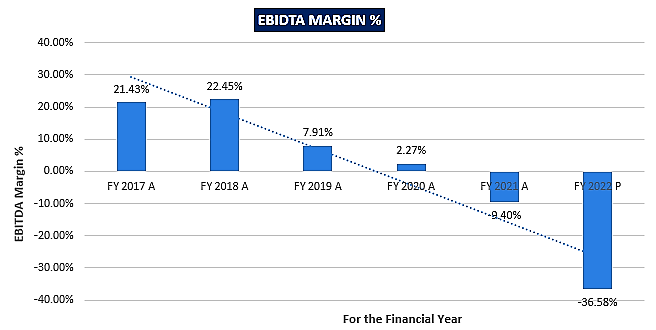 EBIDTA MARGIN %
40.00%
30.00%
20.00%
10.00%
0.00%
-10.00%
-20.00%
-30.00%
-40.00%
EBITDA Margin %
21.43%
22.45%
7.91%
2.27%
-9.40%
-36.58%
FY 2017 A
FY 2018 A
FY 2019 A
FY 2020 A
FY 2021 A
FY 2022 P
For the Financial Year